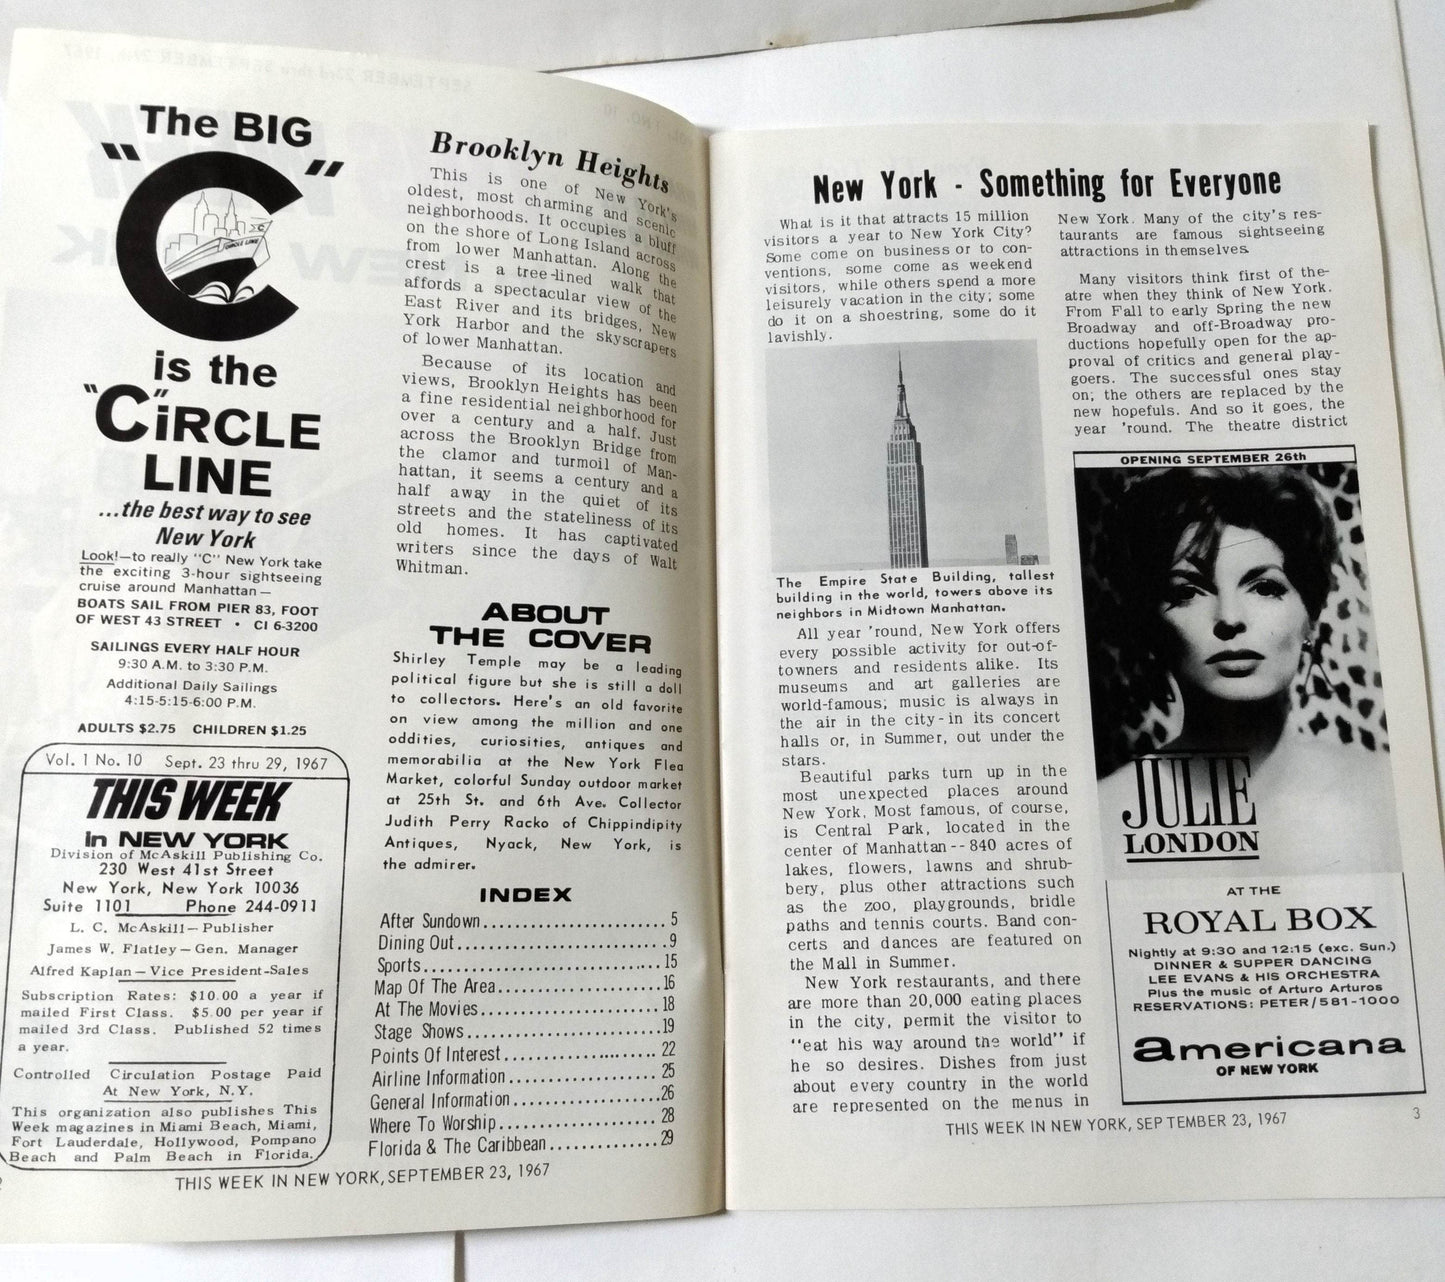 The BIG
"C"
CIRCLE LINE
is the
"C"iRCLE
LINE
...the best way to see
New York
Look!—to really "C" New York take
the exciting 3-hour sightseeing
cruise around Manhattan—
BOATS SAIL FROM PIER 83, FOOT
OF WEST 43 STREET • CI 6-3200
SAILINGS EVERY HALF HOUR
9:30 A.M. to 3:30 P.M.
Additional Daily Sailings
4:15-5:15-6:00 P.M.
ADULTS $2.75 CHILDREN $1.25
Vol. 1 No. 10 Sept. 23 thru 29, 1967
THIS WEEK
In NEW YORK
Division of McAskill Publishing Co.
230 West 41st Street
New York, New York 10036
Suite 1101 Phone 244-0911
L. C. McAskill—Publisher
James W. Flatley—Gen. Manager
Alfred Kaplan—Vice President-Sales
Subscription Rates: $10.00 a year if
mailed First Class. $5.00 per year if
mailed 3rd Class. Published 52 times
a year.
Controlled Circulation Postage Paid
At New York, N.Y.
This organization also publishes This
Week magazines in Miami Beach, Miami,
Fort Lauderdale, Hollywood, Pompano
Beach and Palm Beach in Florida.
Brooklyn Heights
This is one of New York's
oldest, most charming and scenic
neighborhoods. It occupies a bluff
on the shore of Long Island across
from lower Manhattan. Along the
crest is a tree-lined walk that
affords a spectacular view of the
East River and its bridges, New
York Harbor and the skyscrapers
of lower Manhattan.
Because of its location and
views, Brooklyn Heights has been
a fine residential neighborhood for
over a century and a half. Just
across the Brooklyn Bridge from
the clamor and turmoil of Man-
hattan, it seems a century and a
half away in the quiet of its
streets and the stateliness of its
old homes. It has captivated
writers since the days of Walt
Whitman.
ABOUT
THE COVER
Shirley Temple may be a leading
political figure but she is still a doll
to collectors. Here's an old favorite
on view among the million and one
oddities, curiosities, antiques and
memorabilia at the New York Flea
Market, colorful Sunday outdoor market
at 25th St. and 6th Ave. Collector
Judith Perry Racko of Chippindipity
Antiques, Nyack, New York, is
the admirer.
INDEX
After Sundown 5
Dining Out 9
Sports 15
Map Of The Area 16
At The Movies 18
Stage Shows 19
Points Of Interest 22
Airline Information 25
General Information 26
Where To Worship 28
Florida & The Caribbean 29
2
THIS WEEK IN NEW YORK, SEPTEMBER 23, 1967
New York - Something for Everyone
What is it that attracts 15 million
visitors a year to New York City?
Some come on business or to con-
ventions, some come as weekend
visitors, while others spend a more
leisurely vacation in the city; some
do it on a shoestring, some do it
lavishly.
The Empire State Building, tallest
building in the world, towers above its
neighbors in Midtown Manhattan.
All year 'round, New York offers
every possible activity for out-of-
towners and residents alike. Its
museums and art galleries are
world-famous; music is always in
the air in the city-in its concert
halls or, in Summer, out under the
stars.
Beautiful parks turn up in the
most unexpected places around
New York. Most famous, of course,
is Central Park, located in the
center of Manhattan--840 acres of
lakes, flowers, lawns and shrub-
bery, plus other attractions such
as the zoo, playgrounds, bridle
paths and tennis courts. Band con-
certs and dances are featured on
the Mall in Summer.
New York restaurants, and there
are more than 20,000 eating places
in the city, permit the visitor to
"eat his way around the world" if
he so desires. Dishes from just
about every country in the world
are represented on the menus in
New York. Many of the city's res-
taurants are famous sightseeing
attractions in themselves.
Many visitors think first of the-
atre when they think of New York.
From Fall to early Spring the new
Broadway and off-Broadway pro-
ductions hopefully open for the ap-
proval of critics and general play-
goers. The successful ones stay
on; the others are replaced by the
new hopefuls. And so it goes, the
year 'round. The theatre district
OPENING SEPTEMBER 26th
JULIE
LONDON
AT THE
ROYAL BOX
Nightly at 9:30 and 12:15 (exc. Sun.)
DINNER & SUPPER DANCING
LEE EVANS & HIS ORCHESTRA
Plus the music of Arturo Arturos
RESERVATIONS: PETER/581-1000
americana
OF NEW YORK
THIS WEEK IN NEW YORK, SEPTEMBER 23, 1967
3